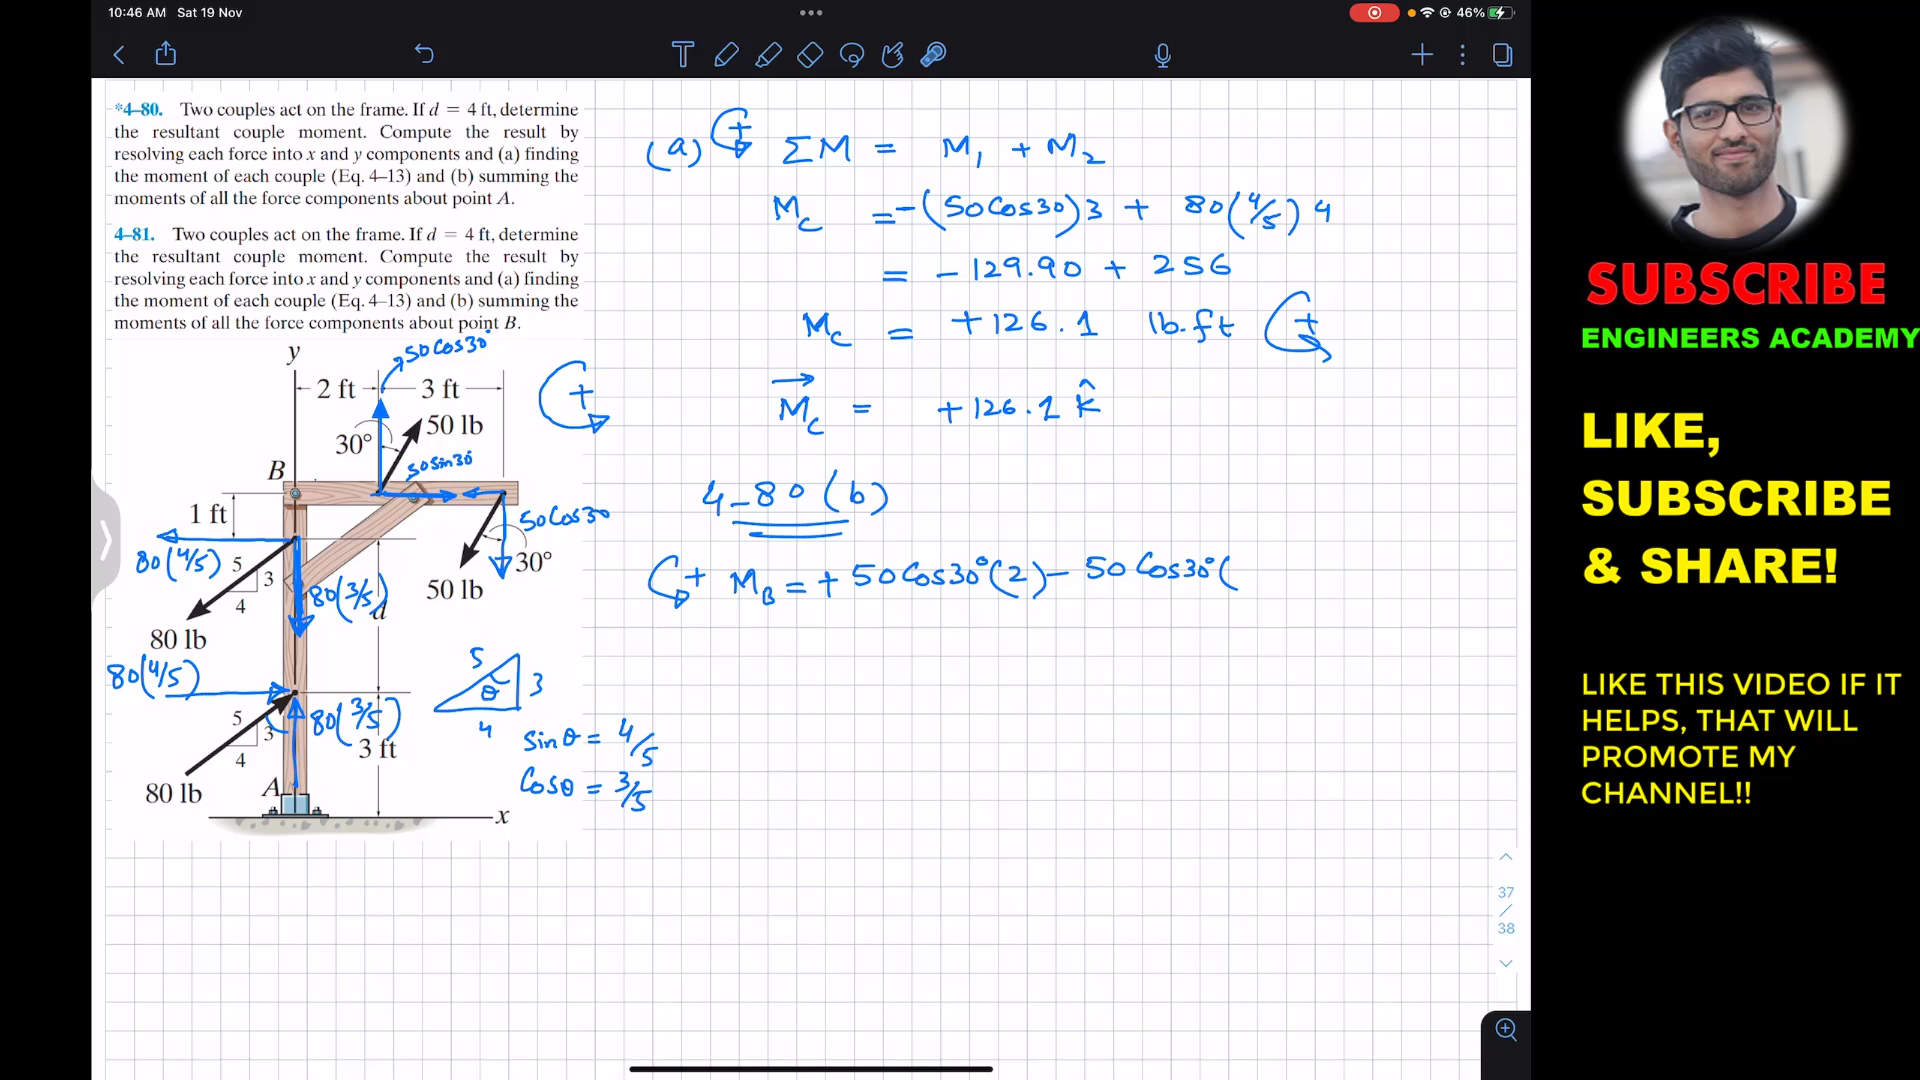 10:46 AM Sat 19 Nov
46%
*4–80. Two couples act on the frame. If d = 4 ft, determine
the resultant couple moment. Compute the result by
resolving each force into x and y components and (a) finding
the moment of each couple (Eq. 4–13) and (b) summing the
moments of all the force components about point A.
4–81. Two couples act on the frame. If d = 4 ft, determine
the resultant couple moment. Compute the result by
resolving each force into x and y components and (a) finding
the moment of each couple (Eq. 4–13) and (b) summing the
moments of all the force components about point B.
y
50 Cos30°
2 ft
3 ft
+
30°
50 lb
50 sin30°
B
1 ft
50 Cos30
80(4/5)
5
3
4
30°
50 lb
80(3/5)
d
80 lb
80(4/5)
5
3
4
80(3/5)
3 ft
80 lb
A
x
5
θ
3
4
sinθ = 4/5
Cosθ = 3/5
(a) + ΣM = M1 + M2
MC = -(50Cos30)3 + 80(4/5)4
= -129.90 + 256
MC = +126.1 lb.ft +
MC = +126.1 k̂
4-80 (b)
+ MB = + 50Cos30°(2) - 50Cos30°(
37
/
38
SUBSCRIBE
ENGINEERS ACADEMY
LIKE,
SUBSCRIBE
& SHARE!
LIKE THIS VIDEO IF IT
HELPS, THAT WILL
PROMOTE MY
CHANNEL!!